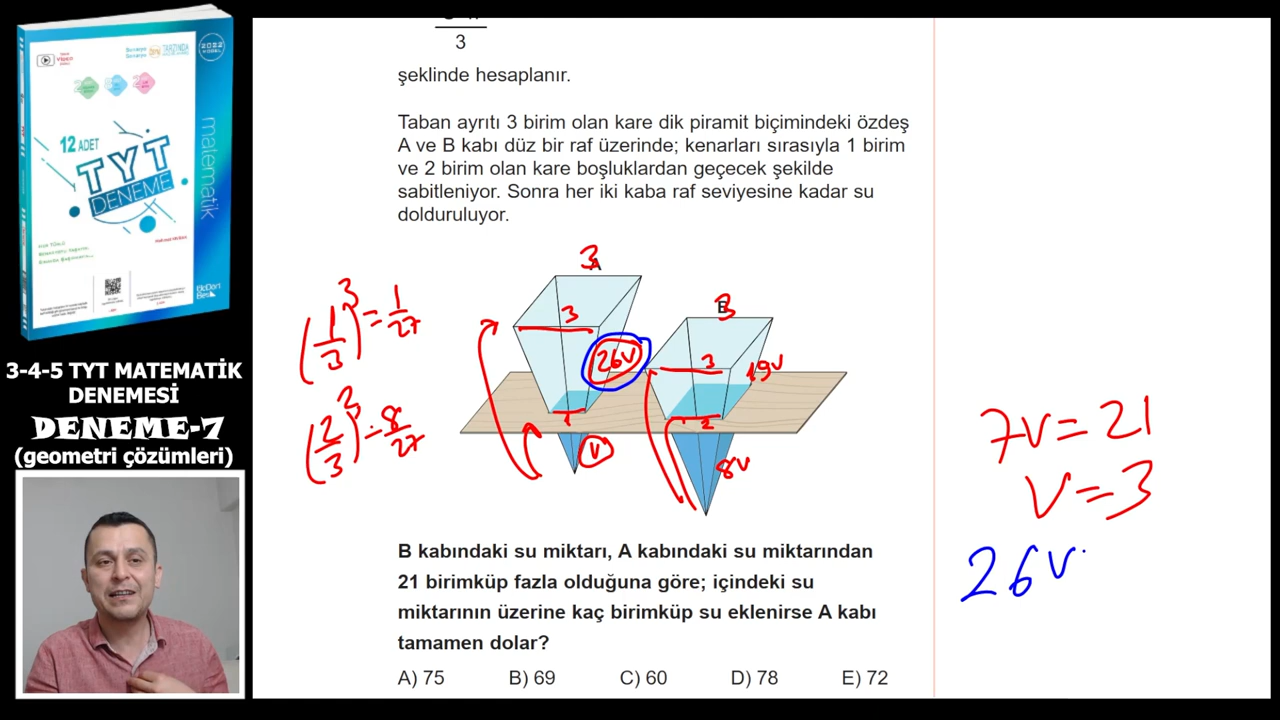 2022
MODEL
TARZINDA
12 ADET
TYT
DENEME
matematik
3-4-5 TYT MATEMATİK
DENEMESİ
DENEME-7
(geometri çözümleri)
3
şeklinde hesaplanır.
Taban ayrıtı 3 birim olan kare dik piramit biçimindeki özdeş
A ve B kabı düz bir raf üzerinde; kenarları sırasıyla 1 birim
ve 2 birim olan kare boşluklardan geçecek şekilde
sabitleniyor. Sonra her iki kaba raf seviyesine kadar su
dolduruluyor.
(1/3)³ = 1/27
(2/3)³ = 8/27
3
A
3
26V
1
V
3
B
3
19V
2
8V
7V = 21
V = 3
26V
B kabındaki su miktarı, A kabındaki su miktarından
21 birimküp fazla olduğuna göre; içindeki su
miktarının üzerine kaç birimküp su eklenirse A kabı
tamamen dolar?
A) 75 B) 69 C) 60 D) 78 E) 72